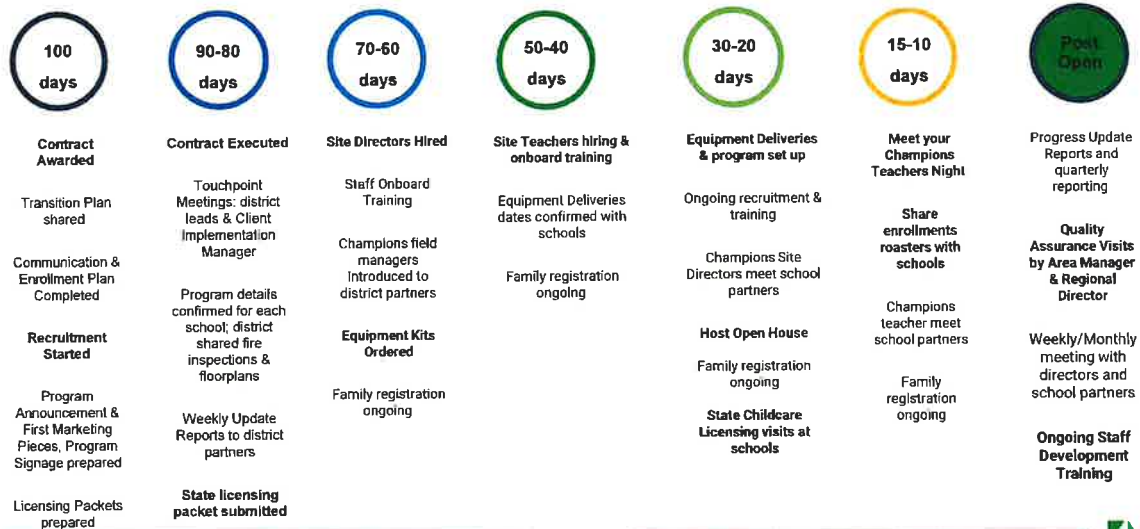 100
days
Contract
Awarded
Transition Plan
shared
Communication &
Enrollment Plan
Completed
Recruitment
Started
Program
Announcement &
First Marketing
Pieces, Program
Signage prepared
Licensing Packets
prepared
90-80
days
Contract Executed
Touchpoint
Meetings: district
leads & Client
Implementation
Manager
Program details
confirmed for each
school; district
shared fire
inspections &
floorplans
Weekly Update
Reports to district
partners
State licensing
packet submitted
70-60
days
Site Directors Hired
Staff Onboard
Training
Champions field
managers
Introduced to
district partners
Equipment Kits
Ordered
Family registration
ongoing
50-40
days
Site Teachers hiring &
onboard training
Equipment Deliveries
dates confirmed with
schools
Family registration
ongoing
30-20
days
Equipment Deliveries
& program set up
Ongoing recruitment &
training
Champions Site
Directors meet school
partners
Host Open House
Family registration
ongoing
State Childcare
Licensing visits at
schools
15-10
days
Meet your
Champions
Teachers Night
Share
enrollments
roasters with
schools
Champions
teacher meet
school partners
Family
registration
ongoing
Post
Open
Progress Update
Reports and
quarterly
reporting
Quality
Assurance Visits
by Area Manager
& Regional
Director
Weekly/Monthly
meeting with
directors and
school partners
Ongoing Staff
Development
Training